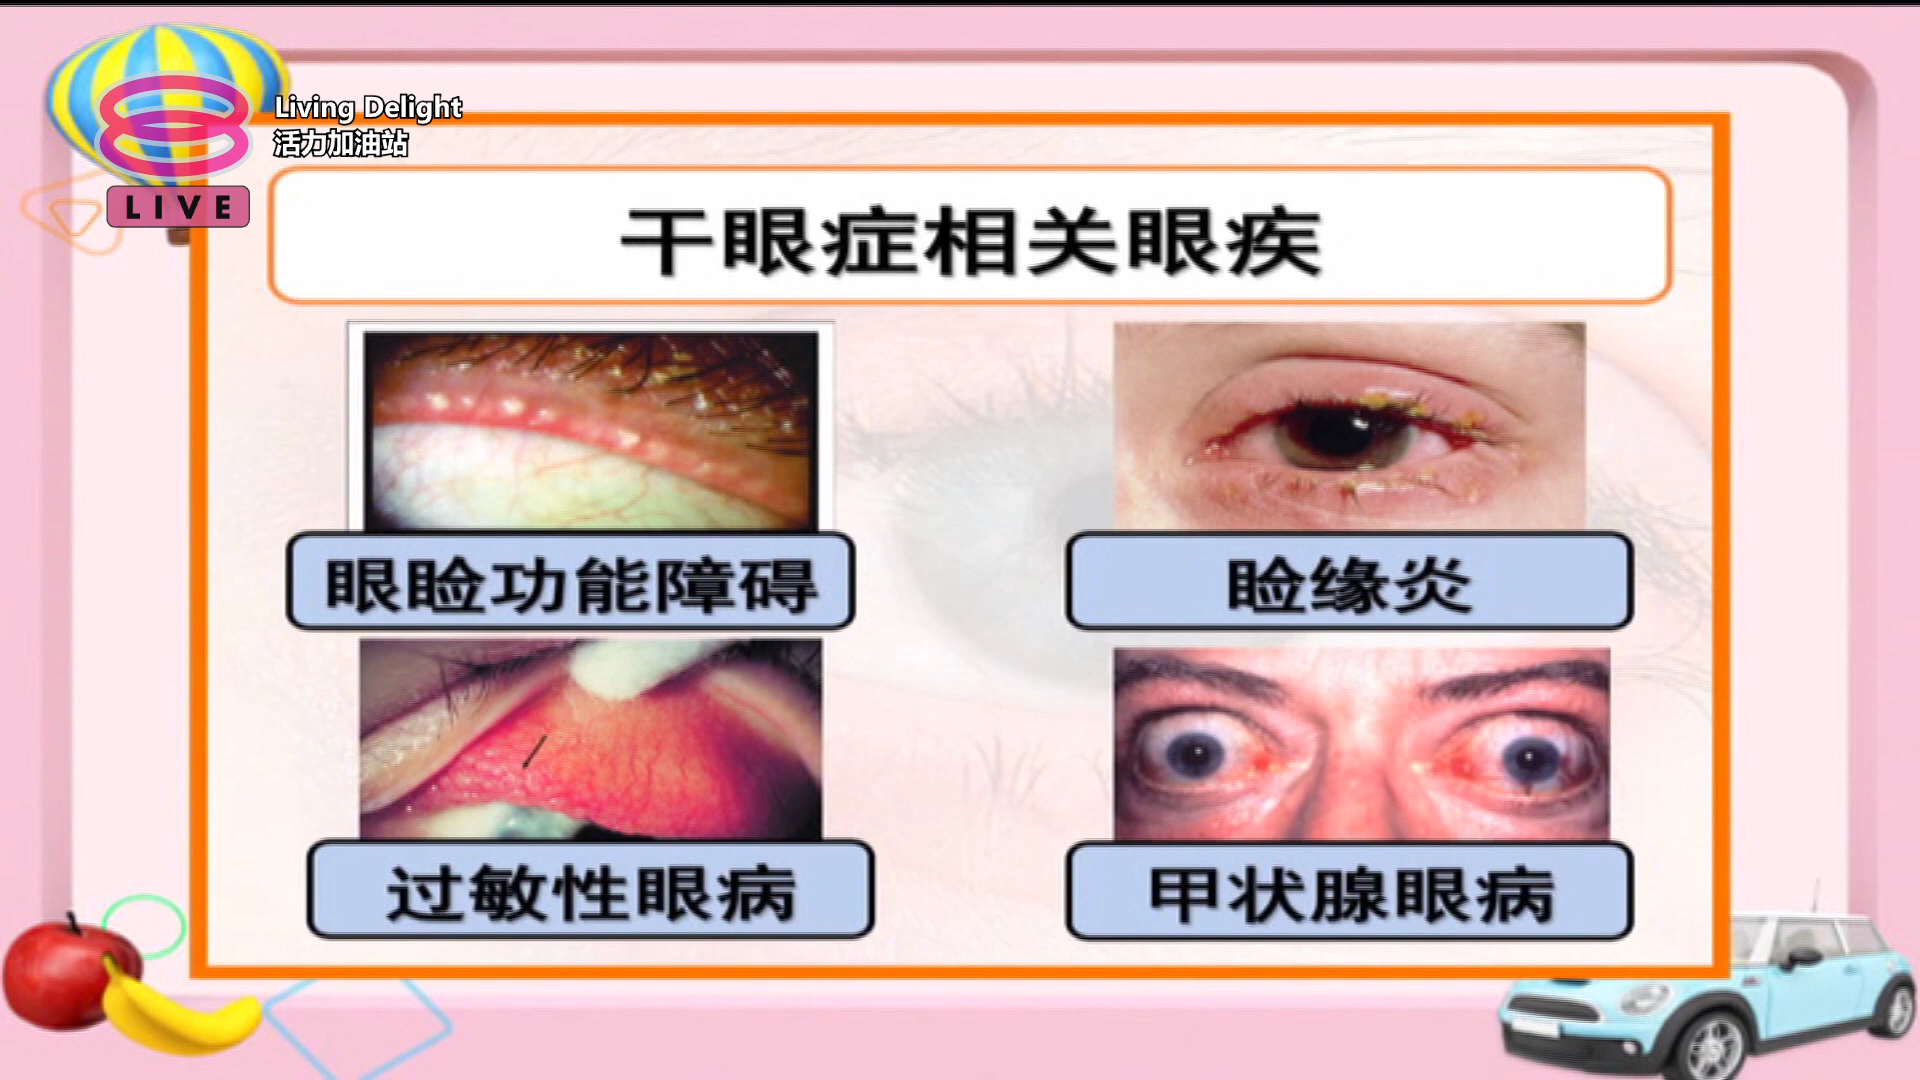 Living Delight
活力加油站
LIVE
干眼症相关眼疾
眼睑功能障碍
睑缘炎
过敏性眼病
甲状腺眼病